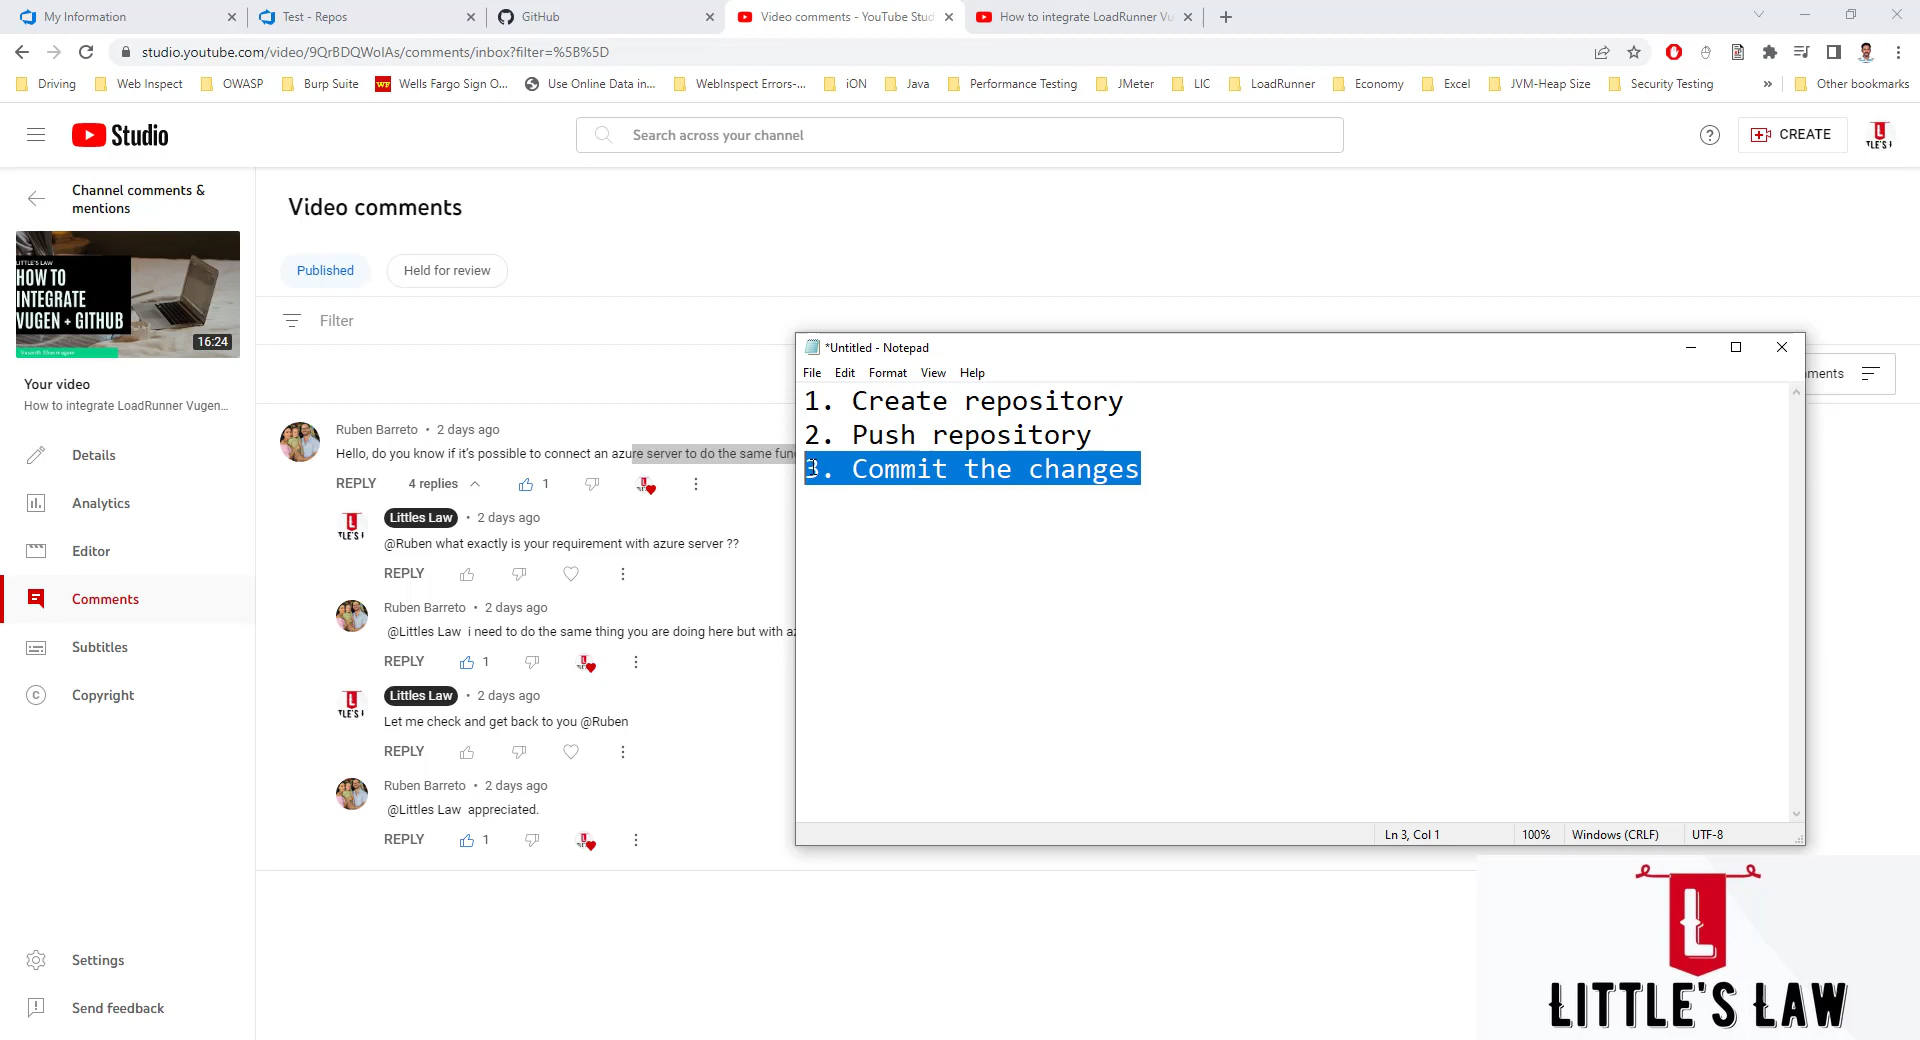 My Information
Test - Repos
GitHub
Video comments - YouTube Stud
How to integrate LoadRunner Vu
studio.youtube.com/video/9QrBDQWolAs/comments/inbox?filter=%5B%5D
Driving
Web Inspect
OWASP
Burp Suite
WF
Wells Fargo Sign O...
Use Online Data in...
WebInspect Errors-...
iON
Java
Performance Testing
JMeter
LIC
LoadRunner
Economy
Excel
JVM-Heap Size
Security Testing
»
Other bookmarks
Studio
Search across your channel
CREATE
Channel comments &
mentions
LITTLE'S LAW
HOW TO
INTEGRATE
VUGEN + GITHUB
16:24
Your video
How to integrate LoadRunner Vugen...
Details
Analytics
Editor
Comments
Subtitles
Copyright
Settings
Send feedback
Video comments
Published
Held for review
Filter
Ruben Barreto • 2 days ago
Hello, do you know if it's possible to connect an azure server to do the same fun
REPLY 4 replies 1
Littles Law • 2 days ago
@Ruben what exactly is your requirement with azure server ??
REPLY
Ruben Barreto • 2 days ago
@Littles Law i need to do the same thing you are doing here but with az
REPLY 1
Littles Law • 2 days ago
Let me check and get back to you @Ruben
REPLY
Ruben Barreto • 2 days ago
@Littles Law appreciated.
REPLY 1
*Untitled - Notepad
File Edit Format View Help
1. Create repository
2. Push repository
3. Commit the changes
Ln 3, Col 1
100%
Windows (CRLF)
UTF-8
LITTLE'S LAW